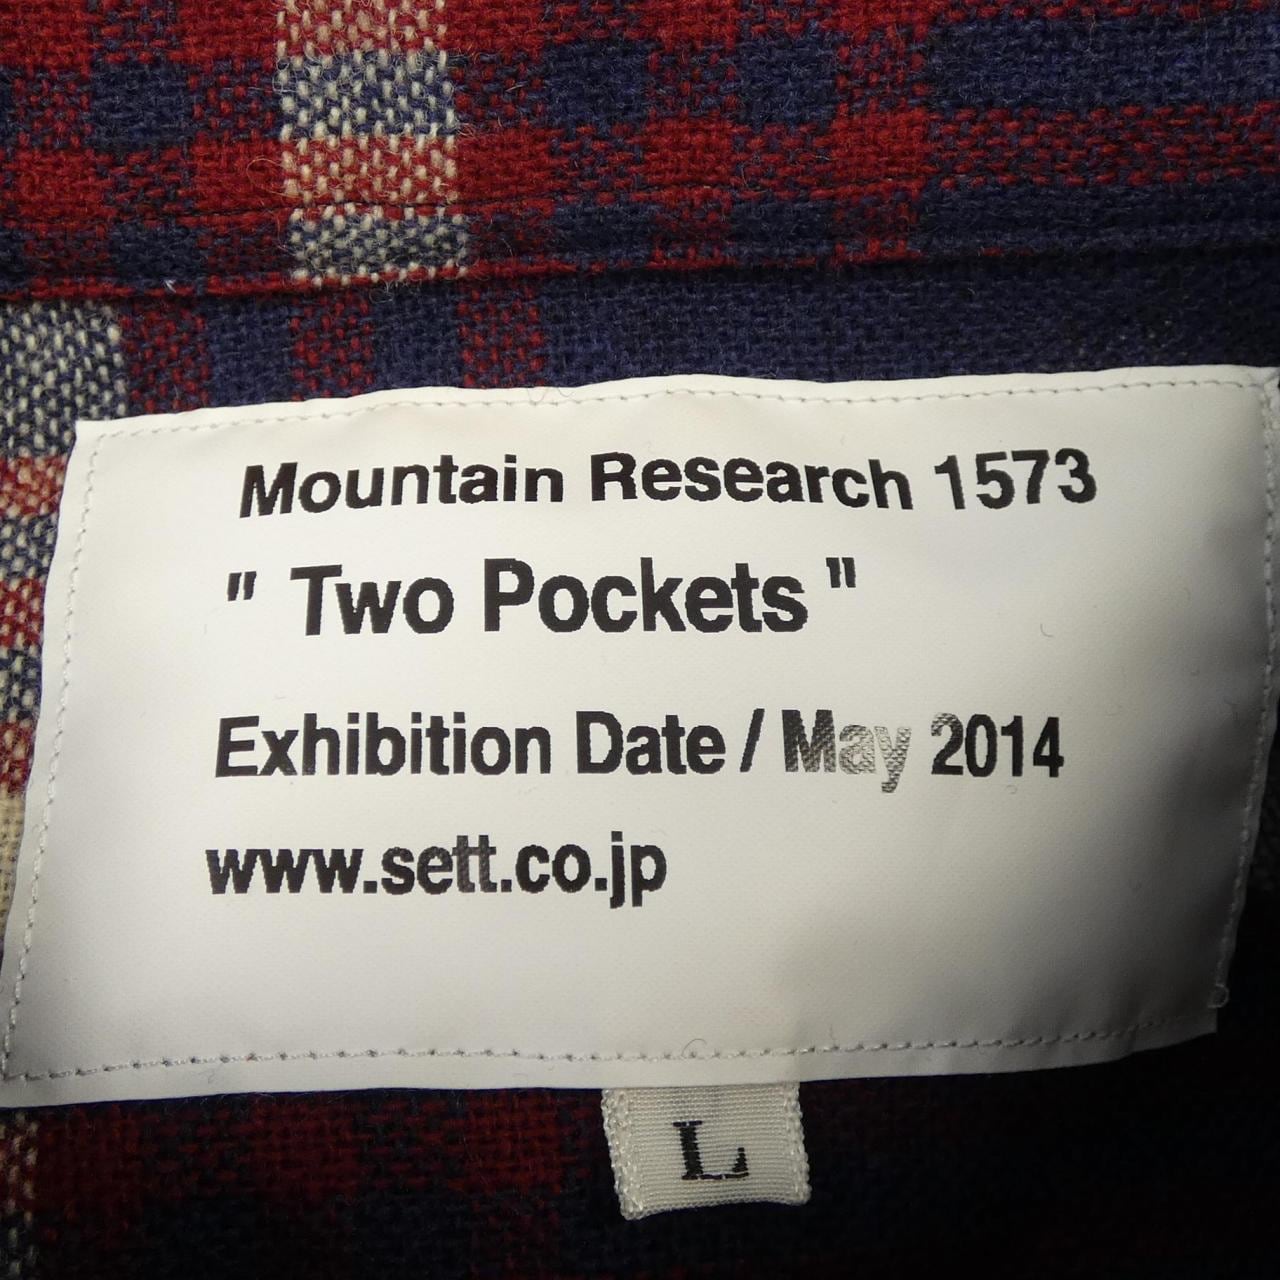 Mountain Research 1573
" Two Pockets "
Exhibition Date / May 2014
www.sett.co.jp
L